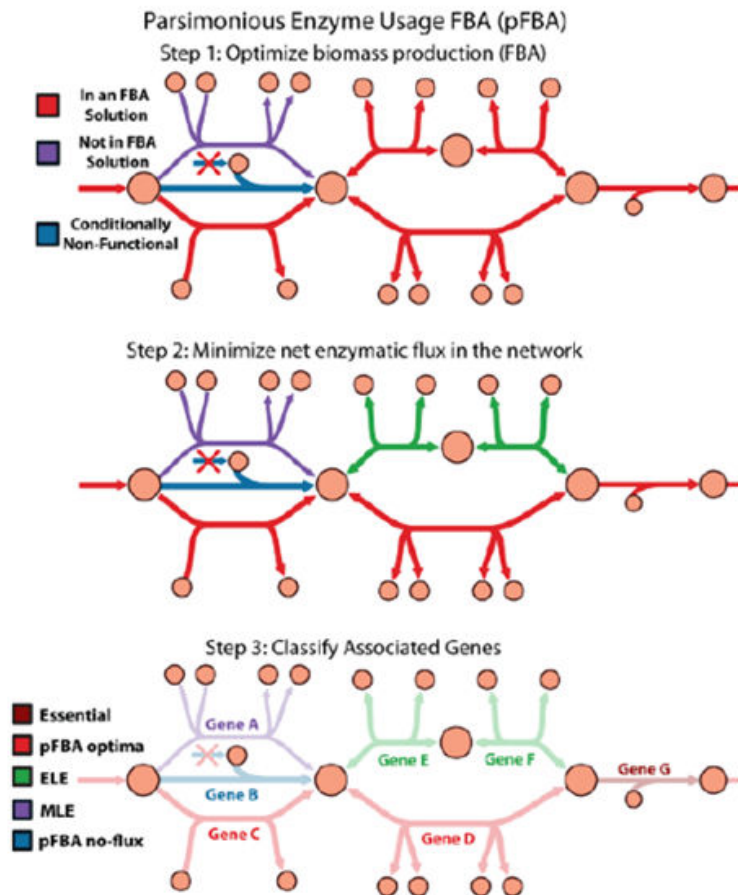 Parsimonious Enzyme Usage FBA (pFBA)
Step 1: Optimize biomass production (FBA)
In an FBA
Solution
Not in FBA
Solution
Conditionally
Non-Functional
Step 2: Minimize net enzymatic flux in the network
Step 3: Classify Associated Genes
Essential
pFBA optima
ELE
MLE
pFBA no-flux
Gene A
Gene B
Gene C
Gene E
Gene F
Gene D
Gene G